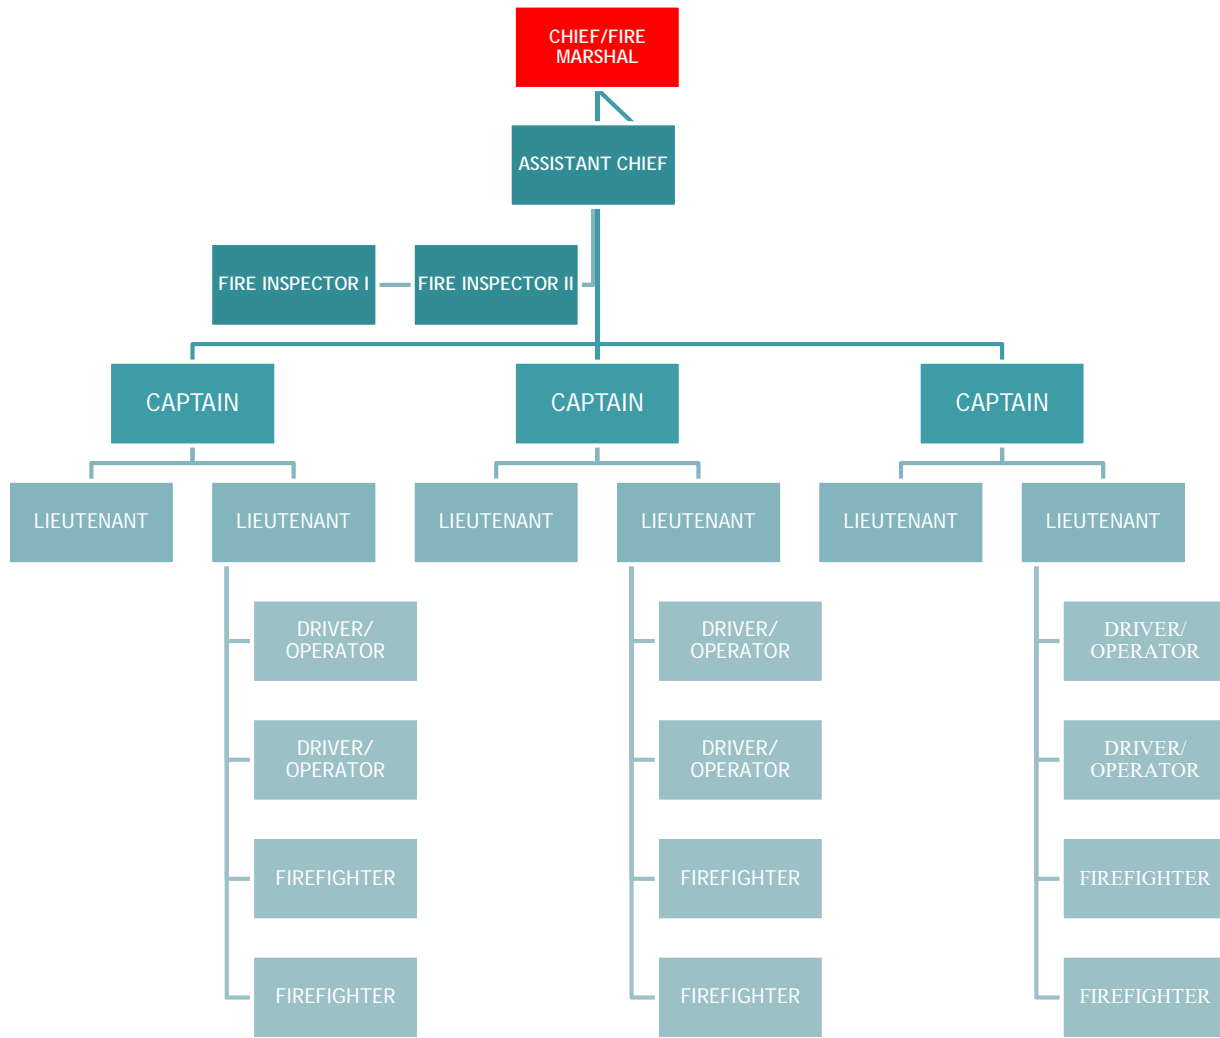 CHIEF/FIRE
MARSHAL
ASSISTANT CHIEF
FIRE INSPECTOR I
FIRE INSPECTOR II
CAPTAIN
CAPTAIN
CAPTAIN
LIEUTENANT
LIEUTENANT
LIEUTENANT
LIEUTENANT
LIEUTENANT
LIEUTENANT
DRIVER/
OPERATOR
DRIVER/
OPERATOR
DRIVER/
OPERATOR
DRIVER/
OPERATOR
DRIVER/
OPERATOR
DRIVER/
OPERATOR
FIREFIGHTER
FIREFIGHTER
FIREFIGHTER
FIREFIGHTER
FIREFIGHTER
FIREFIGHTER